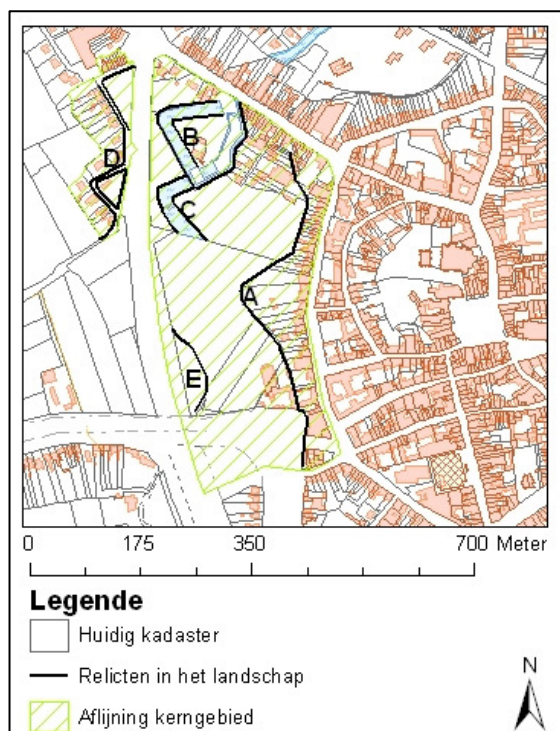 B
D
C
A
E
0 175 350 700 Meter
Legende
Huidig kadaster
Relicten in het landschap
N
Aflijning kerngebied